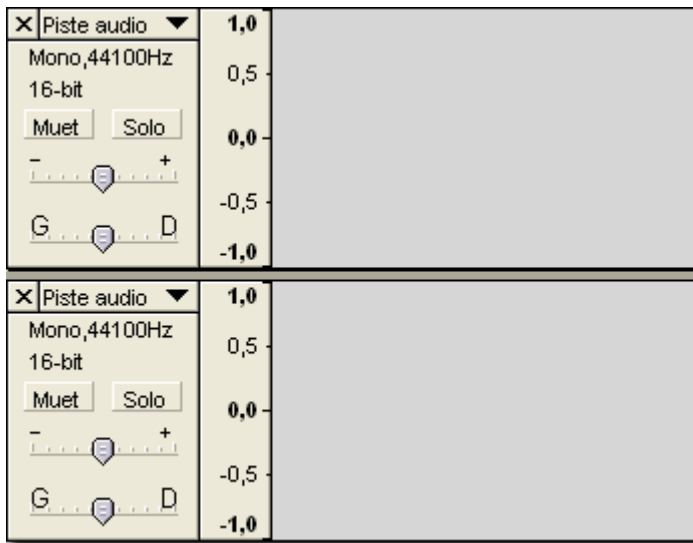 X Piste audio
1,0
Mono,44100Hz
0,5
16-bit
Muet Solo
0,0
- +
-0,5
G D
-1,0
X Piste audio
1,0
Mono,44100Hz
0,5
16-bit
Muet Solo
0,0
- +
-0,5
G D
-1,0